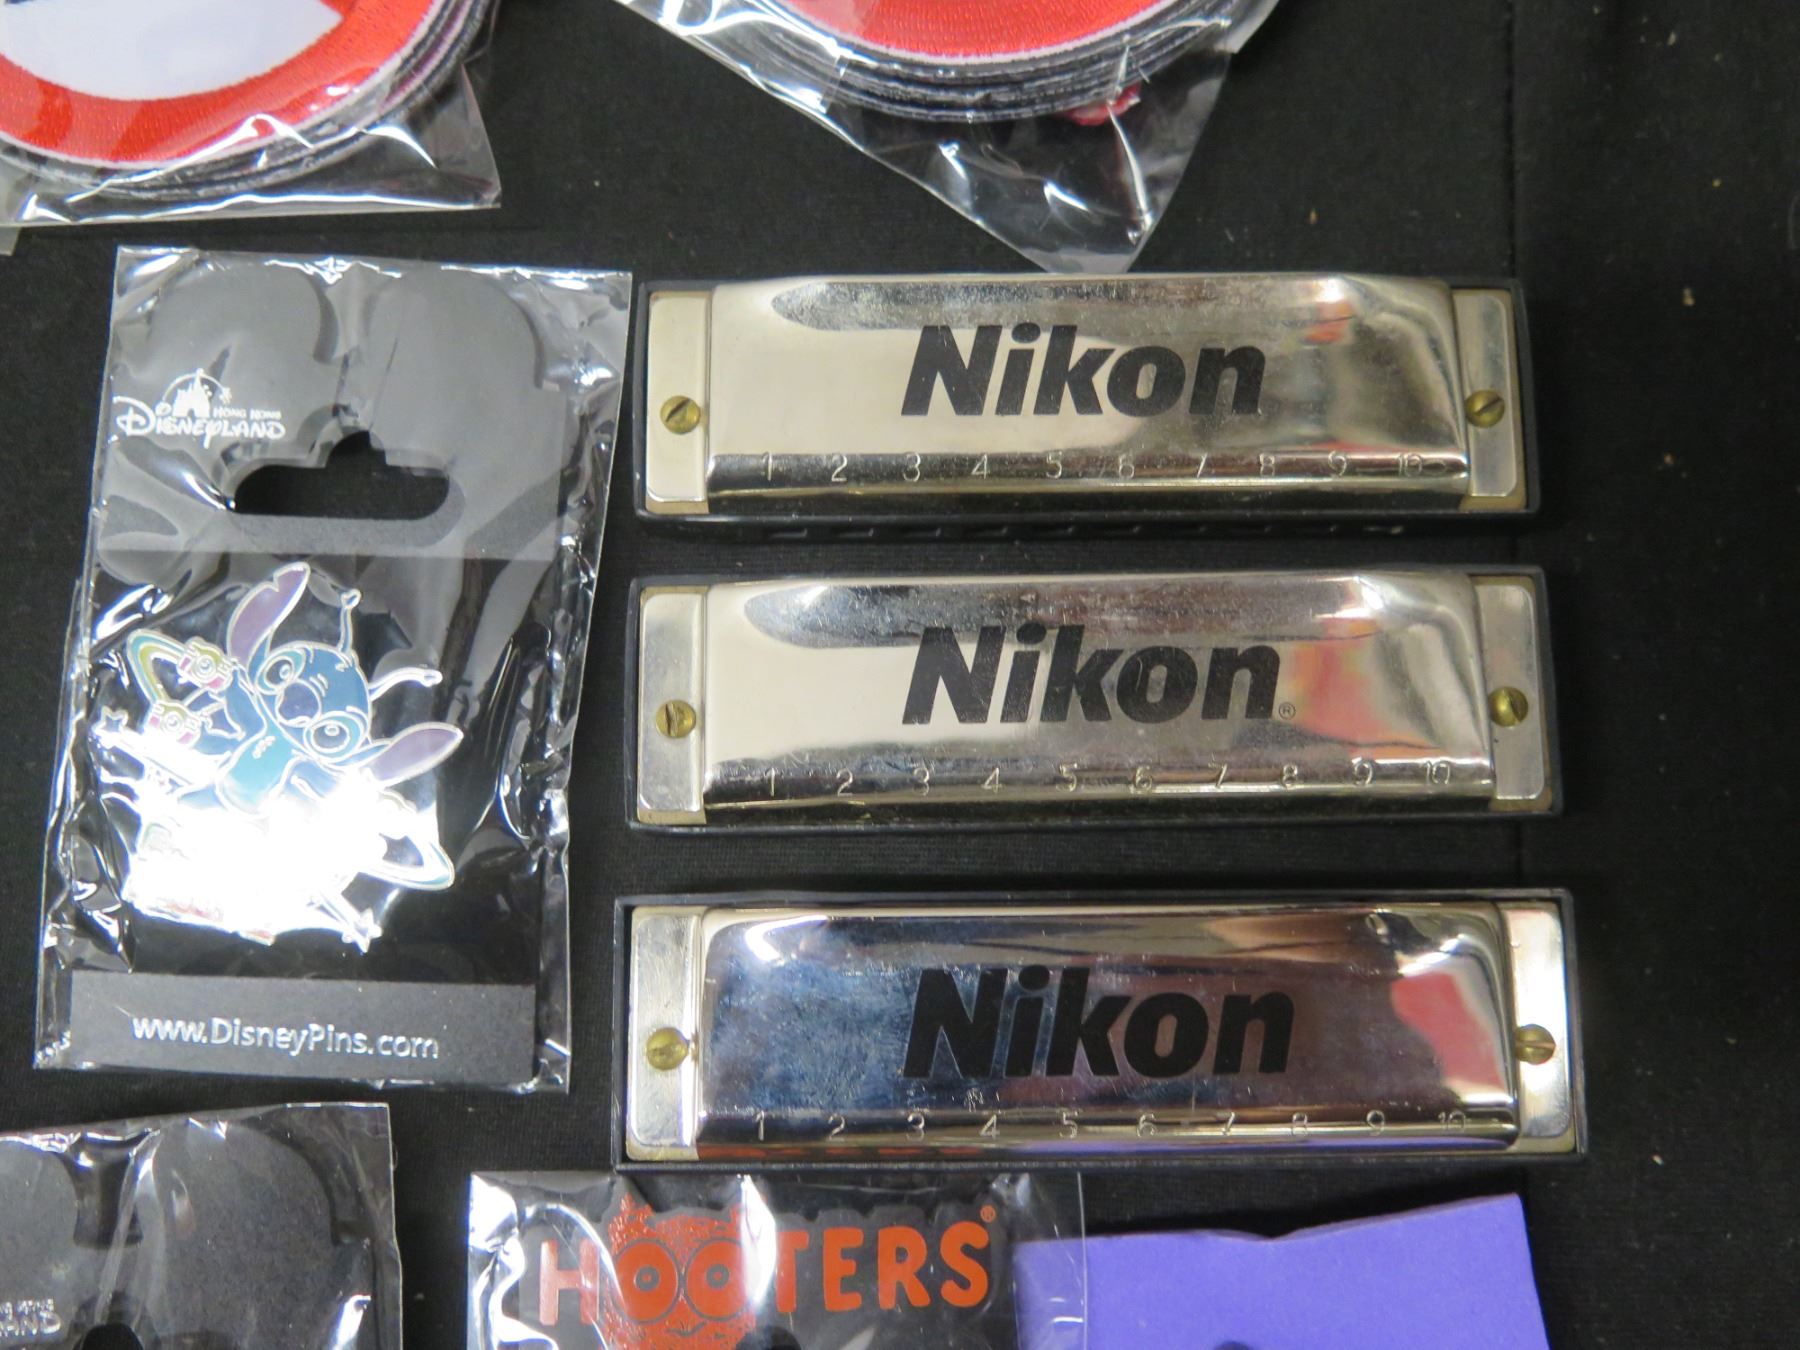 HONG KONG
DISNEYLAND
www.DisneyPins.com
Nikon
1 2 3 4 5 6 7 8 9 10
Nikon®
1 2 3 4 5 6 7 8 9 10
Nikon
1 2 3 4 5 6 7 8 9 10
HOOTERS®